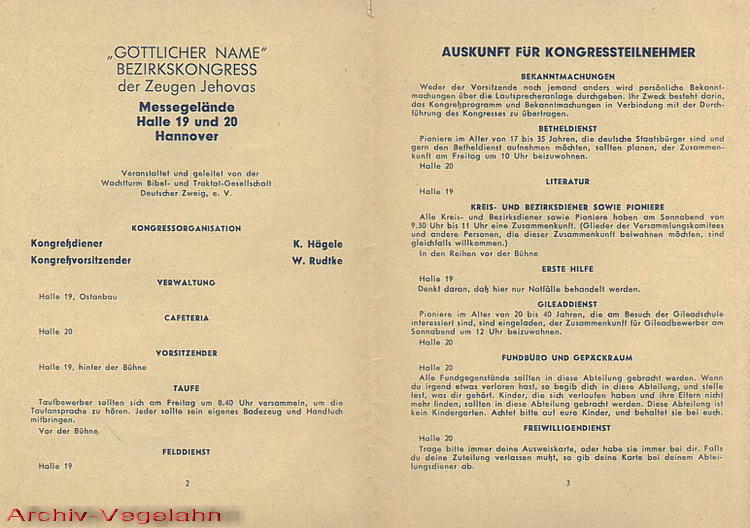 „GÖTTLICHER NAME“
BEZIRKSKONGRESS
der Zeugen Jehovas
Messegelände
Halle 19 und 20
Hannover
Veranstaltet und geleitet von der
Wachtturm Bibel- und Traktat-Gesellschaft
Deutscher Zweig, e. V.
KONGRESSORGANISATION
Kongreßdiener K. Hägele
Kongreßvorsitzender W. Rudtke
VERWALTUNG
Halle 19, Ostanbau
CAFETERIA
Halle 20
VORSITZENDER
Halle 19, hinter der Bühne
TAUFE
Taufbewerber sollten sich am Freitag um 8.40 Uhr versammeln, um die
Taufansprache zu hören. Jeder sollte sein eigenes Badezeug und Handtuch
mitbringen.
Vor der Bühne
FELDDIENST
Halle 19
2
AUSKUNFT FÜR KONGRESSTEILNEHMER
BEKANNTMACHUNGEN
Weder der Vorsitzende noch jemand anders wird persönliche Bekannt-
machungen über die Lautsprecheranlage durchgeben. Ihr Zweck besteht darin,
das Kongreßprogramm und Bekanntmachungen in Verbindung mit der Durch-
führung des Kongresses zu übertragen.
BETHELDIENST
Pioniere im Alter von 17 bis 35 Jahren, die deutsche Staatsbürger sind und
gern den Betheldienst aufnehmen möchten, sollten planen, der Zusammen-
kunft am Freitag um 10 Uhr beizuwohnen.
Halle 20
LITERATUR
Halle 19
KREIS- UND BEZIRKSDIENER SOWIE PIONIERE
Alle Kreis- und Bezirksdiener sowie Pioniere haben am Sonnabend von
9.30 Uhr bis 11 Uhr eine Zusammenkunft. (Glieder der Versammlungskomitees
und andere Personen, die dieser Zusammenkunft beiwohnen möchten, sind
gleichfalls willkommen.)
In den Reihen vor der Bühne
ERSTE HILFE
Halle 19
Denkt daran, daß hier nur Notfälle behandelt werden.
GILEADDIENST
Pioniere im Alter von 20 bis 40 Jahren, die am Besuch der Gileadschule
interessiert sind, sind eingeladen, der Zusammenkunft für Gileadbewerber am
Sonnabend um 12 Uhr beizuwohnen.
Halle 20
FUNDBÜRO UND GEPÄCKRAUM
Halle 20
Alle Fundgegenstände sollten in diese Abteilung gebracht werden. Wenn
du irgend etwas verloren hast, so begib dich in diese Abteilung, und stelle
fest, was dir gehört. Kinder, die sich verlaufen haben und ihre Eltern nicht
mehr finden, sollten in diese Abteilung gebracht werden. Diese Abteilung ist
kein Kindergarten. Achtet bitte auf eure Kinder, und behaltet sie bei euch.
FREIWILLIGENDIENST
Halle 20
Trage bitte immer deine Ausweiskarte, oder habe sie immer bei dir. Falls
du deine Zuteilung verlassen mußt, so gib deine Karte bei deinem Abtei-
lungsdiener ab.
3
Archiv-Vegelahn